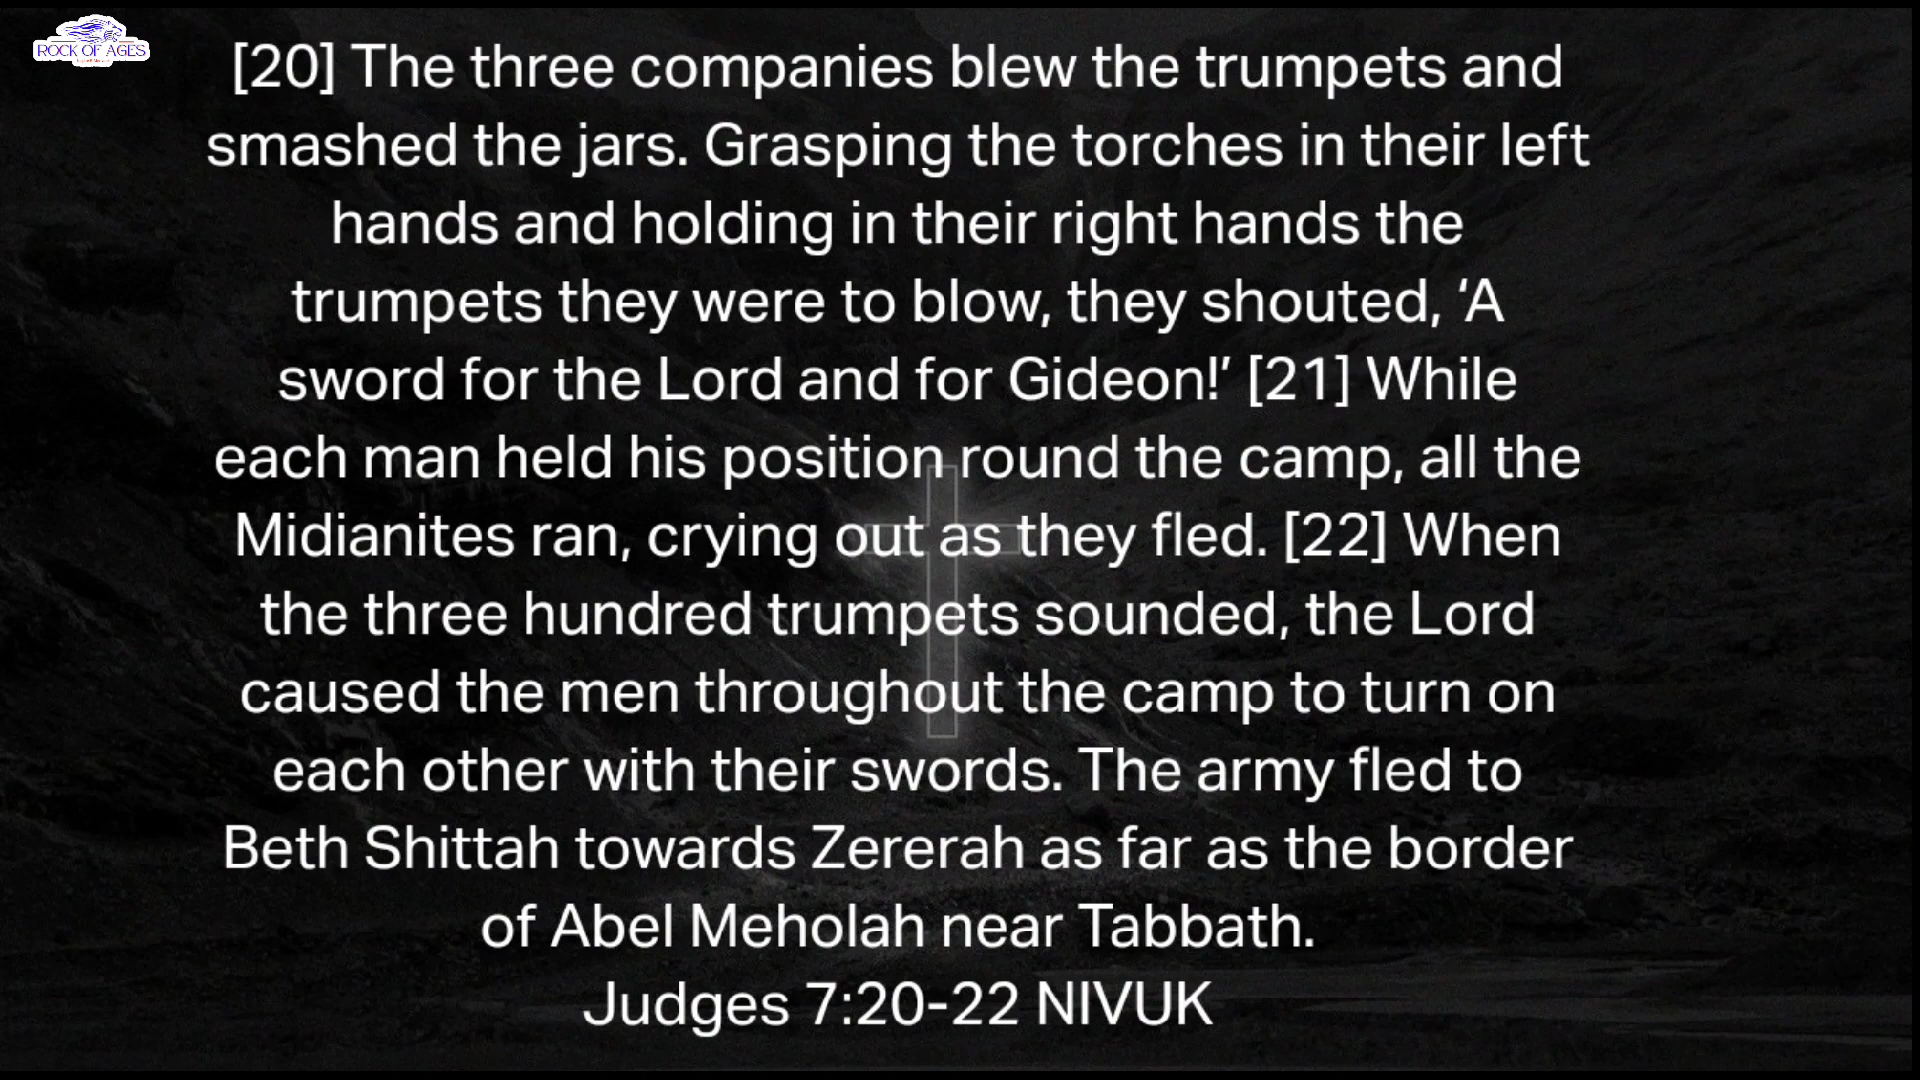 ROCK OF AGES
[20] The three companies blew the trumpets and
smashed the jars. Grasping the torches in their left
hands and holding in their right hands the
trumpets they were to blow, they shouted, ‘A
sword for the Lord and for Gideon!’ [21] While
each man held his position round the camp, all the
Midianites ran, crying out as they fled. [22] When
the three hundred trumpets sounded, the Lord
caused the men throughout the camp to turn on
each other with their swords. The army fled to
Beth Shittah towards Zererah as far as the border
of Abel Meholah near Tabbath.
Judges 7:20-22 NIVUK